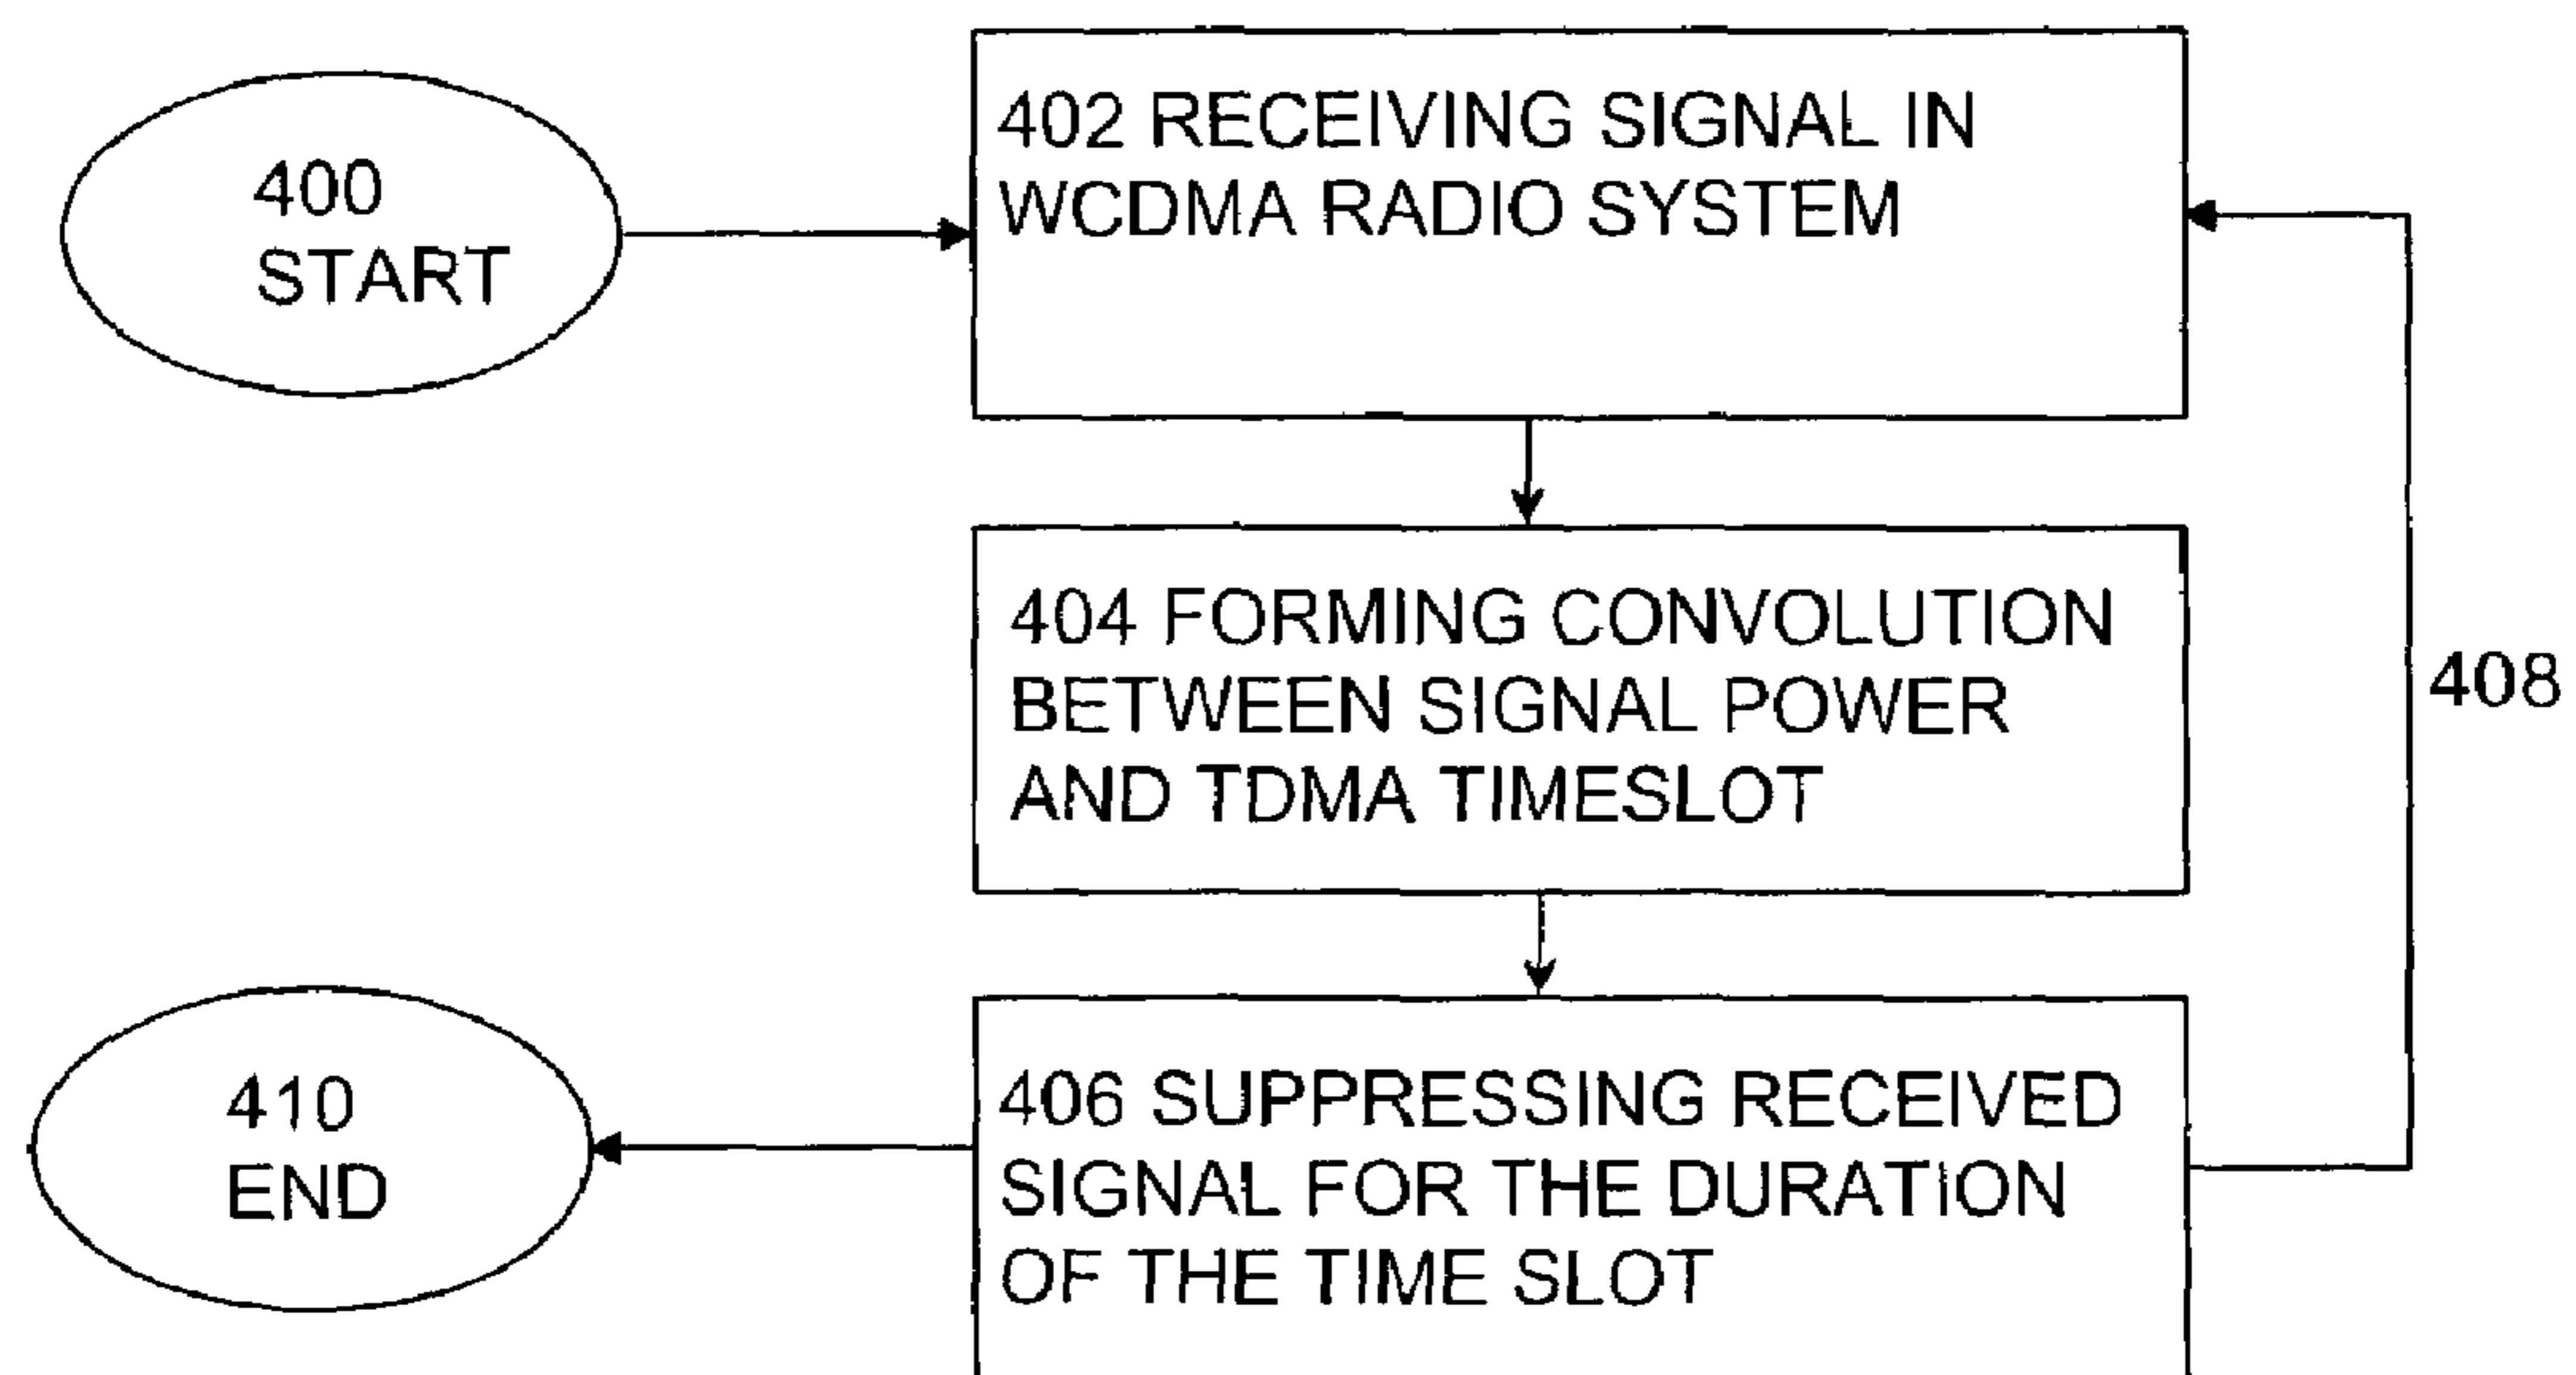 400
START
402 RECEIVING SIGNAL IN
WCDMA RADIO SYSTEM
404 FORMING CONVOLUTION
BETWEEN SIGNAL POWER
AND TDMA TIMESLOT
408
406 SUPPRESSING RECEIVED
SIGNAL FOR THE DURATION
OF THE TIME SLOT
410
END